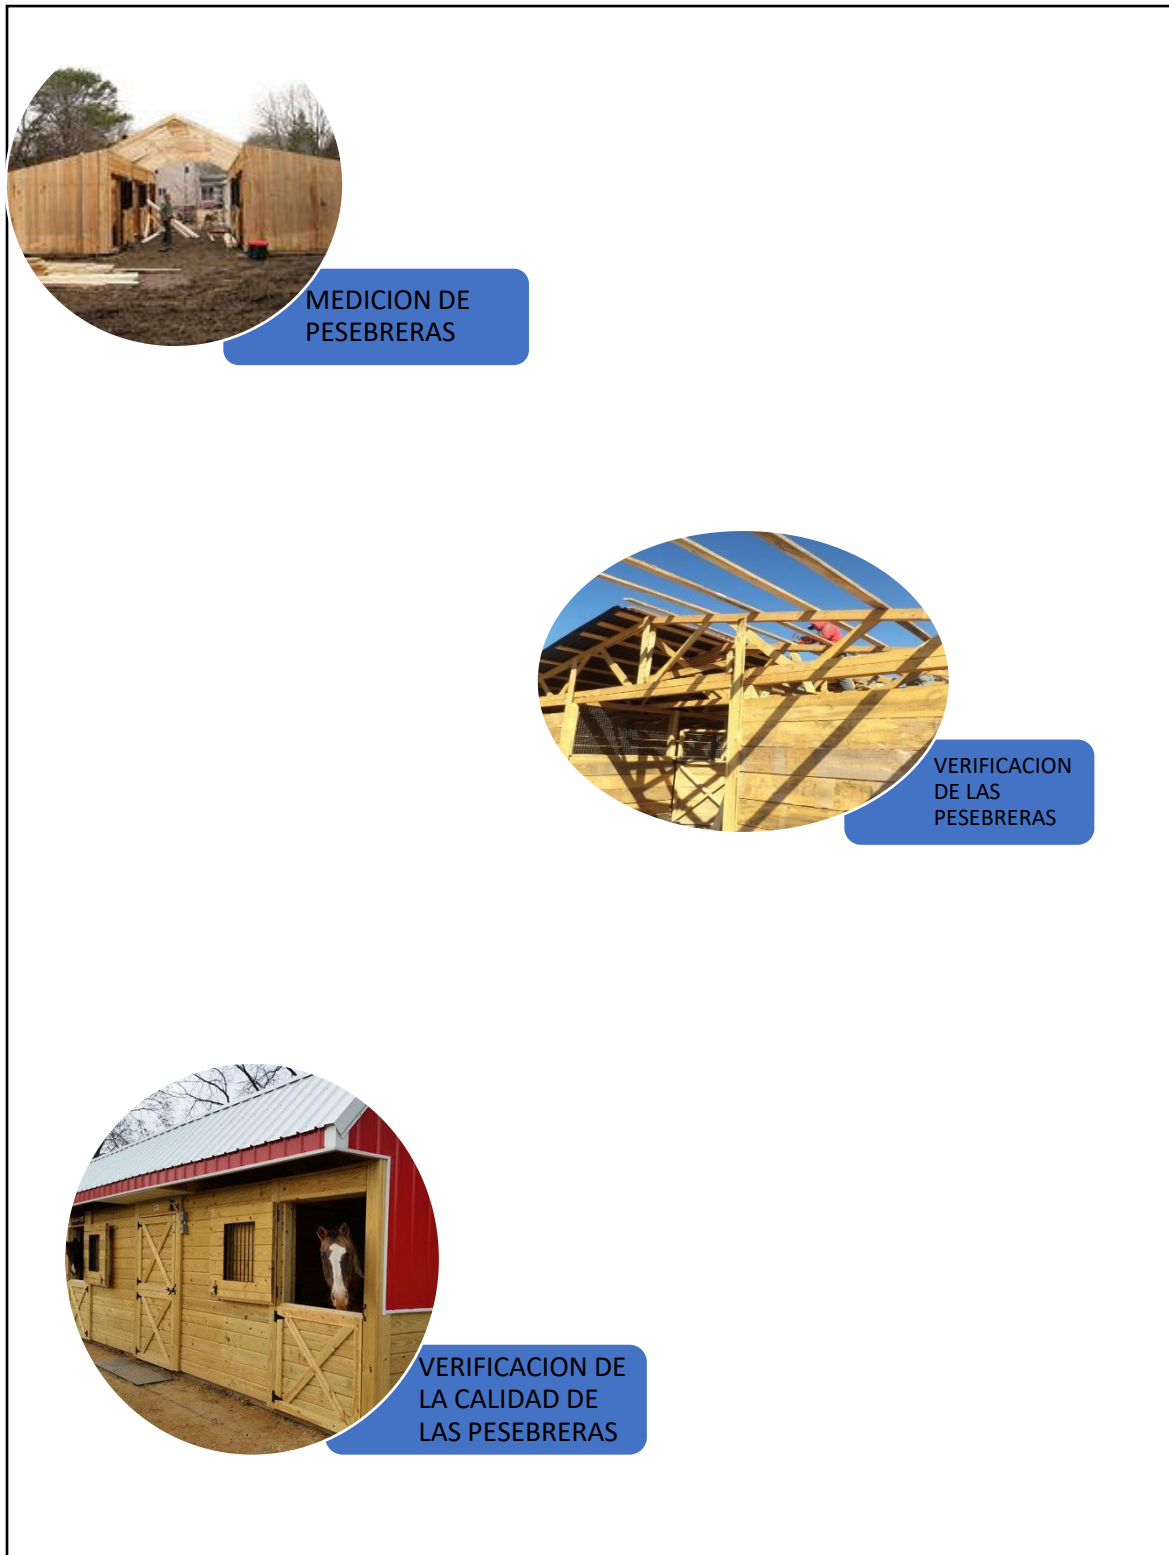 MEDICION DE
PESEBRERAS
VERIFICACION
DE LAS
PESEBRERAS
VERIFICACION DE
LA CALIDAD DE
LAS PESEBRERAS